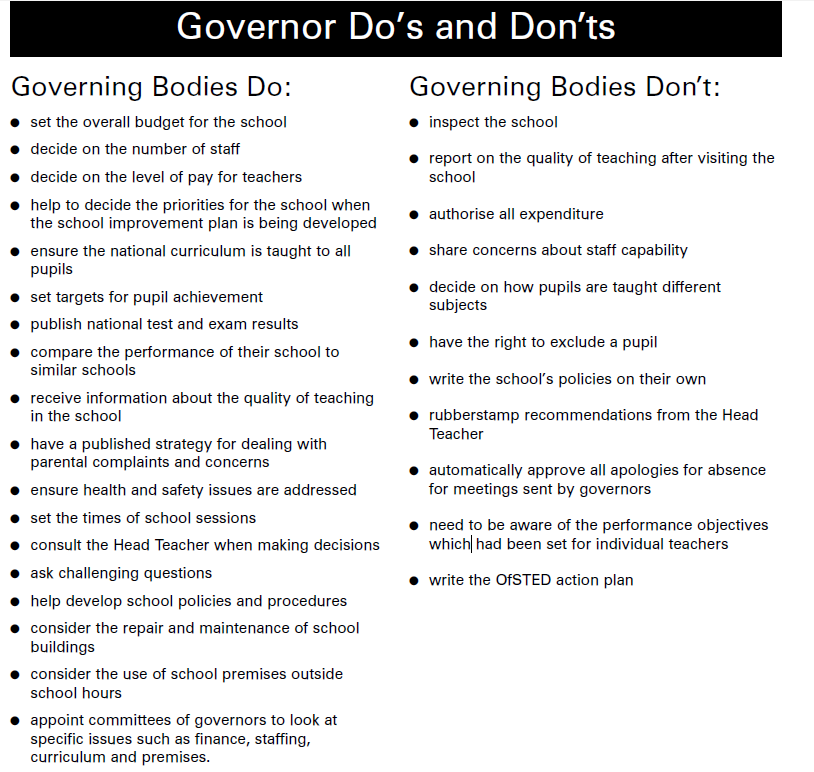 Governor Do's and Don'ts
Governing Bodies Do:
● set the overall budget for the school
● decide on the number of staff
● decide on the level of pay for teachers
● help to decide the priorities for the school when
the school improvement plan is being developed
● ensure the national curriculum is taught to all
pupils
● set targets for pupil achievement
● publish national test and exam results
● compare the performance of their school to
similar schools
● receive information about the quality of teaching
in the school
● have a published strategy for dealing with
parental complaints and concerns
● ensure health and safety issues are addressed
● set the times of school sessions
● consult the Head Teacher when making decisions
● ask challenging questions
● help develop school policies and procedures
● consider the repair and maintenance of school
buildings
● consider the use of school premises outside
school hours
● appoint committees of governors to look at
specific issues such as finance, staffing,
curriculum and premises.
Governing Bodies Don't:
● inspect the school
● report on the quality of teaching after visiting the
school
● authorise all expenditure
● share concerns about staff capability
● decide on how pupils are taught different
subjects
● have the right to exclude a pupil
● write the school's policies on their own
● rubberstamp recommendations from the Head
Teacher
● automatically approve all apologies for absence
for meetings sent by governors
● need to be aware of the performance objectives
which had been set for individual teachers
● write the OfSTED action plan